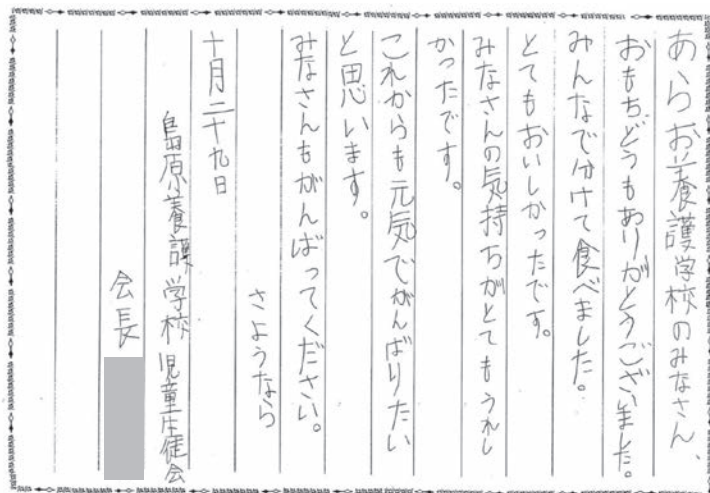 あらお養護学校のみなさん、
おもちどうもありがとうございました。
みんなで分けて食べました。
とてもおいしかったです。
みなさんの気持ちがとてもうれし
かったです。
これからも元気でがんばりたい
と思います。
みなさんもがんばってください。
さようなら
十月二十九日
島原養護学校児童生徒会
会長